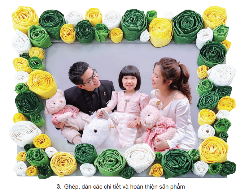 3. Ghép, dán các chi tiết và hoàn thiện sản phẩm